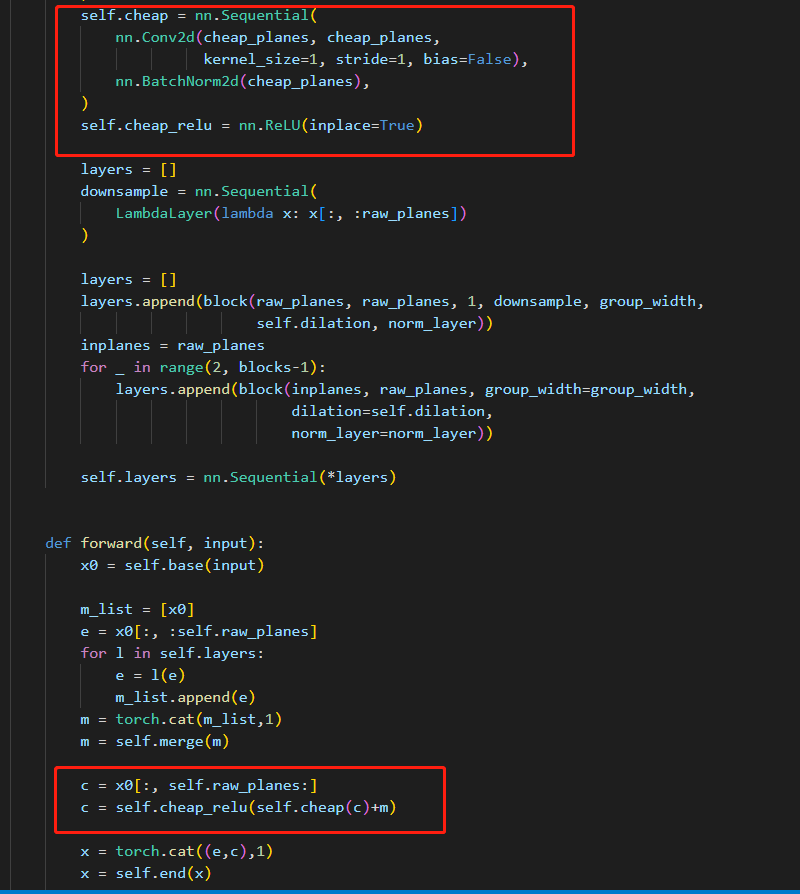 self.cheap = nn.Sequential(
nn.Conv2d(cheap_planes, cheap_planes,
kernel_size=1, stride=1, bias=False),
nn.BatchNorm2d(cheap_planes),
)
self.cheap_relu = nn.ReLU(inplace=True)
layers = []
downsample = nn.Sequential(
LambdaLayer(lambda x: x[:, :raw_planes])
)
layers = []
layers.append(block(raw_planes, raw_planes, 1, downsample, group_width,
self.dilation, norm_layer))
inplanes = raw_planes
for _ in range(2, blocks-1):
layers.append(block(inplanes, raw_planes, group_width=group_width,
dilation=self.dilation,
norm_layer=norm_layer))
self.layers = nn.Sequential(*layers)
def forward(self, input):
x0 = self.base(input)
m_list = [x0]
e = x0[:, :self.raw_planes]
for l in self.layers:
e = l(e)
m_list.append(e)
m = torch.cat(m_list,1)
m = self.merge(m)
c = x0[:, self.raw_planes:]
c = self.cheap_relu(self.cheap(c)+m)
x = torch.cat((e,c),1)
x = self.end(x)